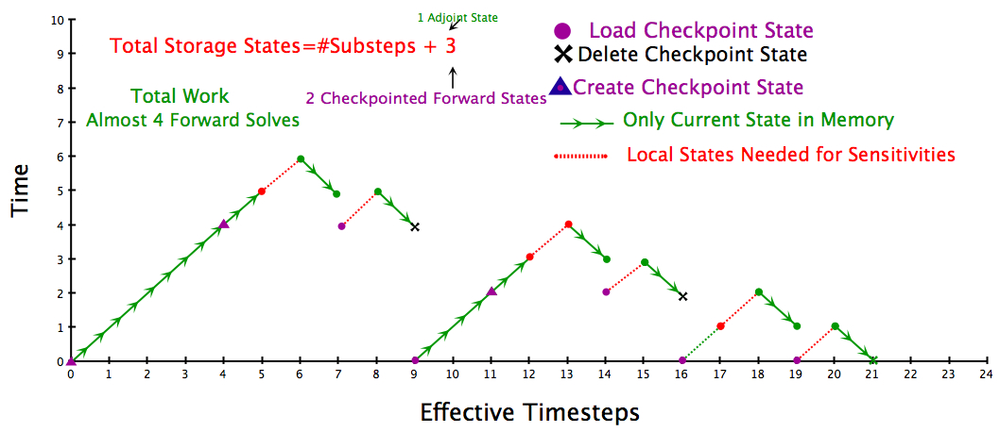 1 Adjoint State
Total Storage States=#Substeps + 3
2 Checkpointed Forward States
Total Work
Almost 4 Forward Solves
Load Checkpoint State
Delete Checkpoint State
Create Checkpoint State
Only Current State in Memory
Local States Needed for Sensitivities
Time
10
9
8
7
6
5
4
3
2
1
0
0 1 2 3 4 5 6 7 8 9 10 11 12 13 14 15 16 17 18 19 20 21 22 23 24
Effective Timesteps